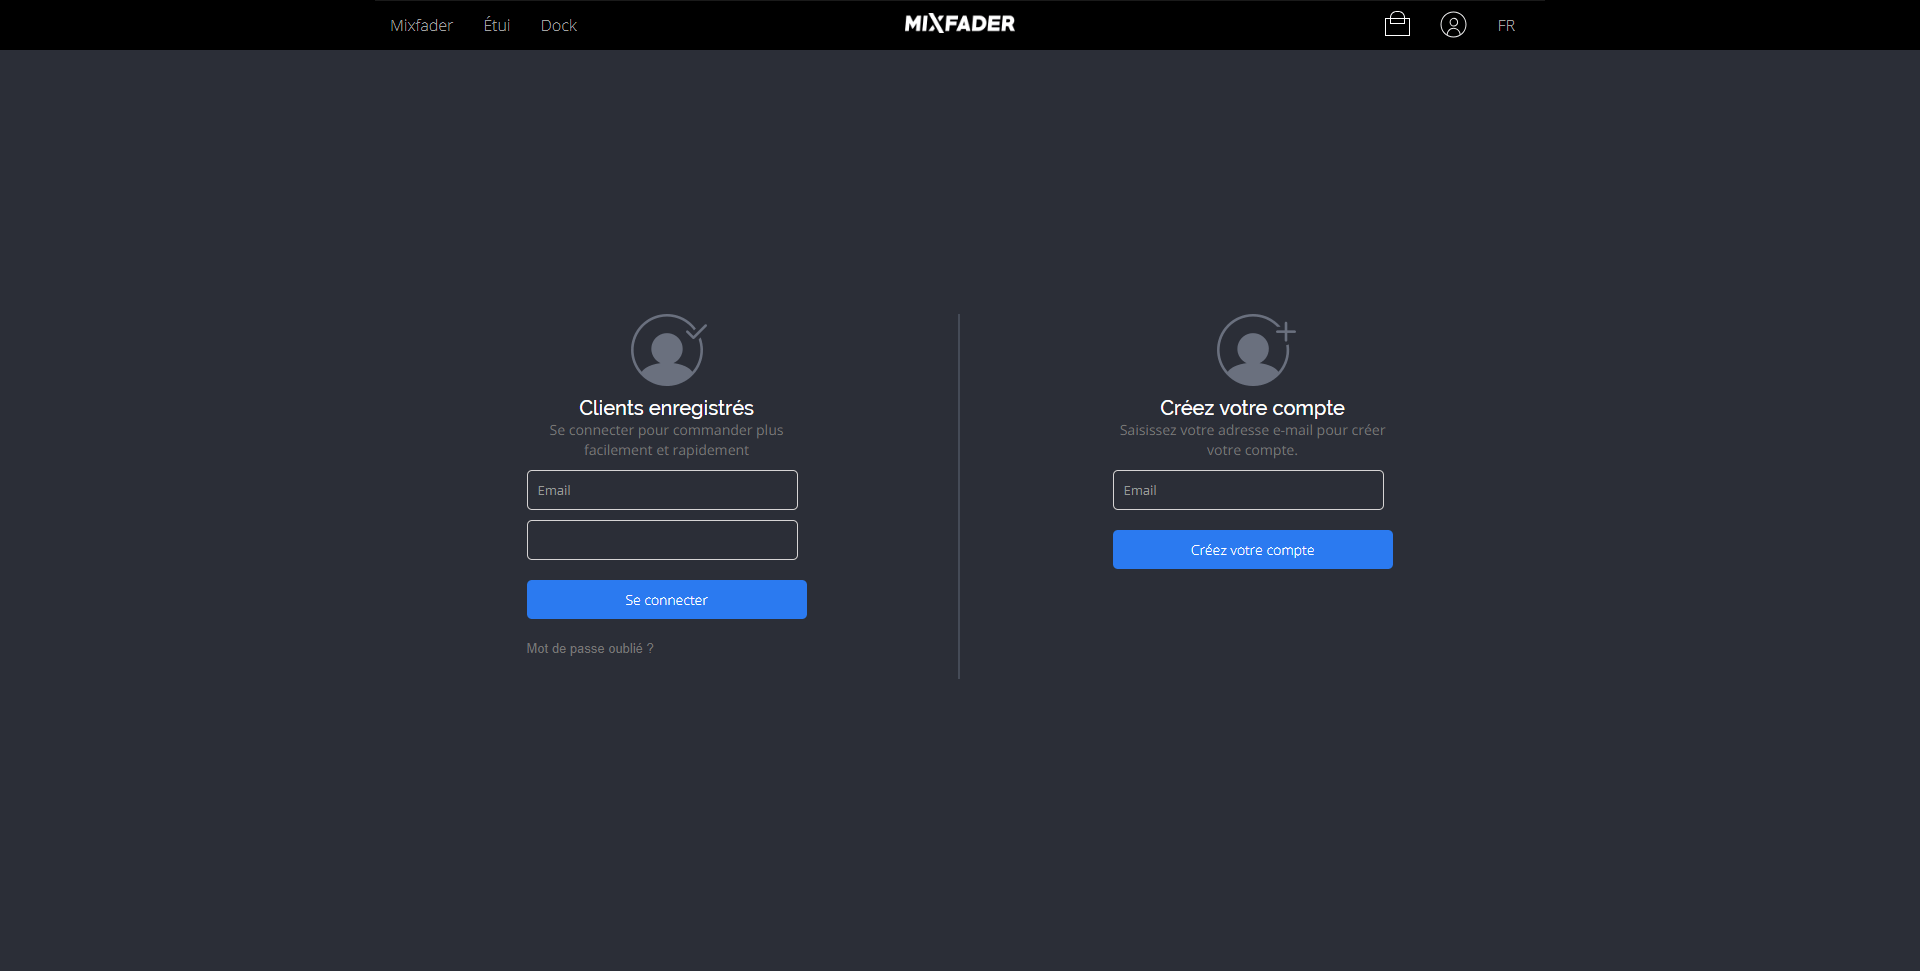 Mixfader
Étui
Dock
MIXFADER
FR
Clients enregistrés
Se connecter pour commander plus
facilement et rapidement
Email
Se connecter
Mot de passe oublié ?
Créez votre compte
Saisissez votre adresse e-mail pour créer
votre compte.
Email
Créez votre compte